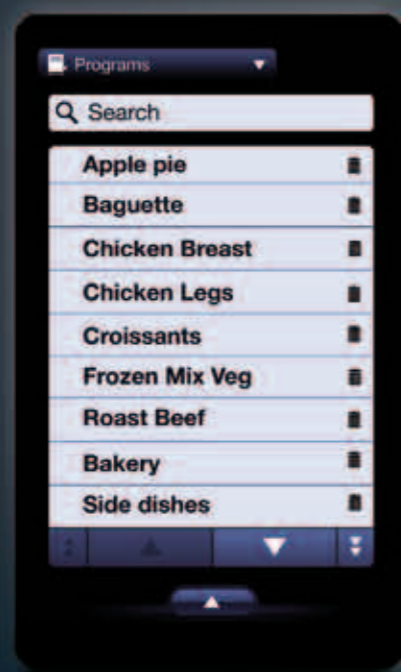 Programs
Search
Apple pie
Baguette
Chicken Breast
Chicken Legs
Croissants
Frozen Mix Veg
Roast Beef
Bakery
Side dishes